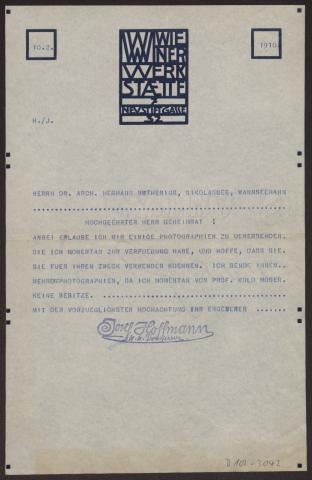 10.2.
1910.
WIENER WERK STÆTTE
NEUSTIFTGASSE 32
H./J.
HERRN DR. ARCH. HERMANN MUTHESIUS, NIKOLASSEE, WANNSEEBAHN
HOCHGEEHRTER HERR GEHEIMRAT !
ANBEI ERLAUBE ICH MIR EINIGE PHOTOGRAPHIEN ZU UEBERSENDEN,
DIE ICH MOMENTAN ZUR VERFUEGUNG HABE, UND HOFFE, DASS SIE.
SIE FUER IHREN ZWECK VERWENDEN KOENNEN. ICH SENDE IHNEN..
MEHRERE PHOTOGRAPHIEN, DA ICH MOMENTAN VON PROF. KOLO MOSER.
KEINE BESITZE.
MIT DER VORZUEGLICHSTEN HOCHACHTUNG IHR ERGEBENER .......
Josef Hoffmann
D 102-3042